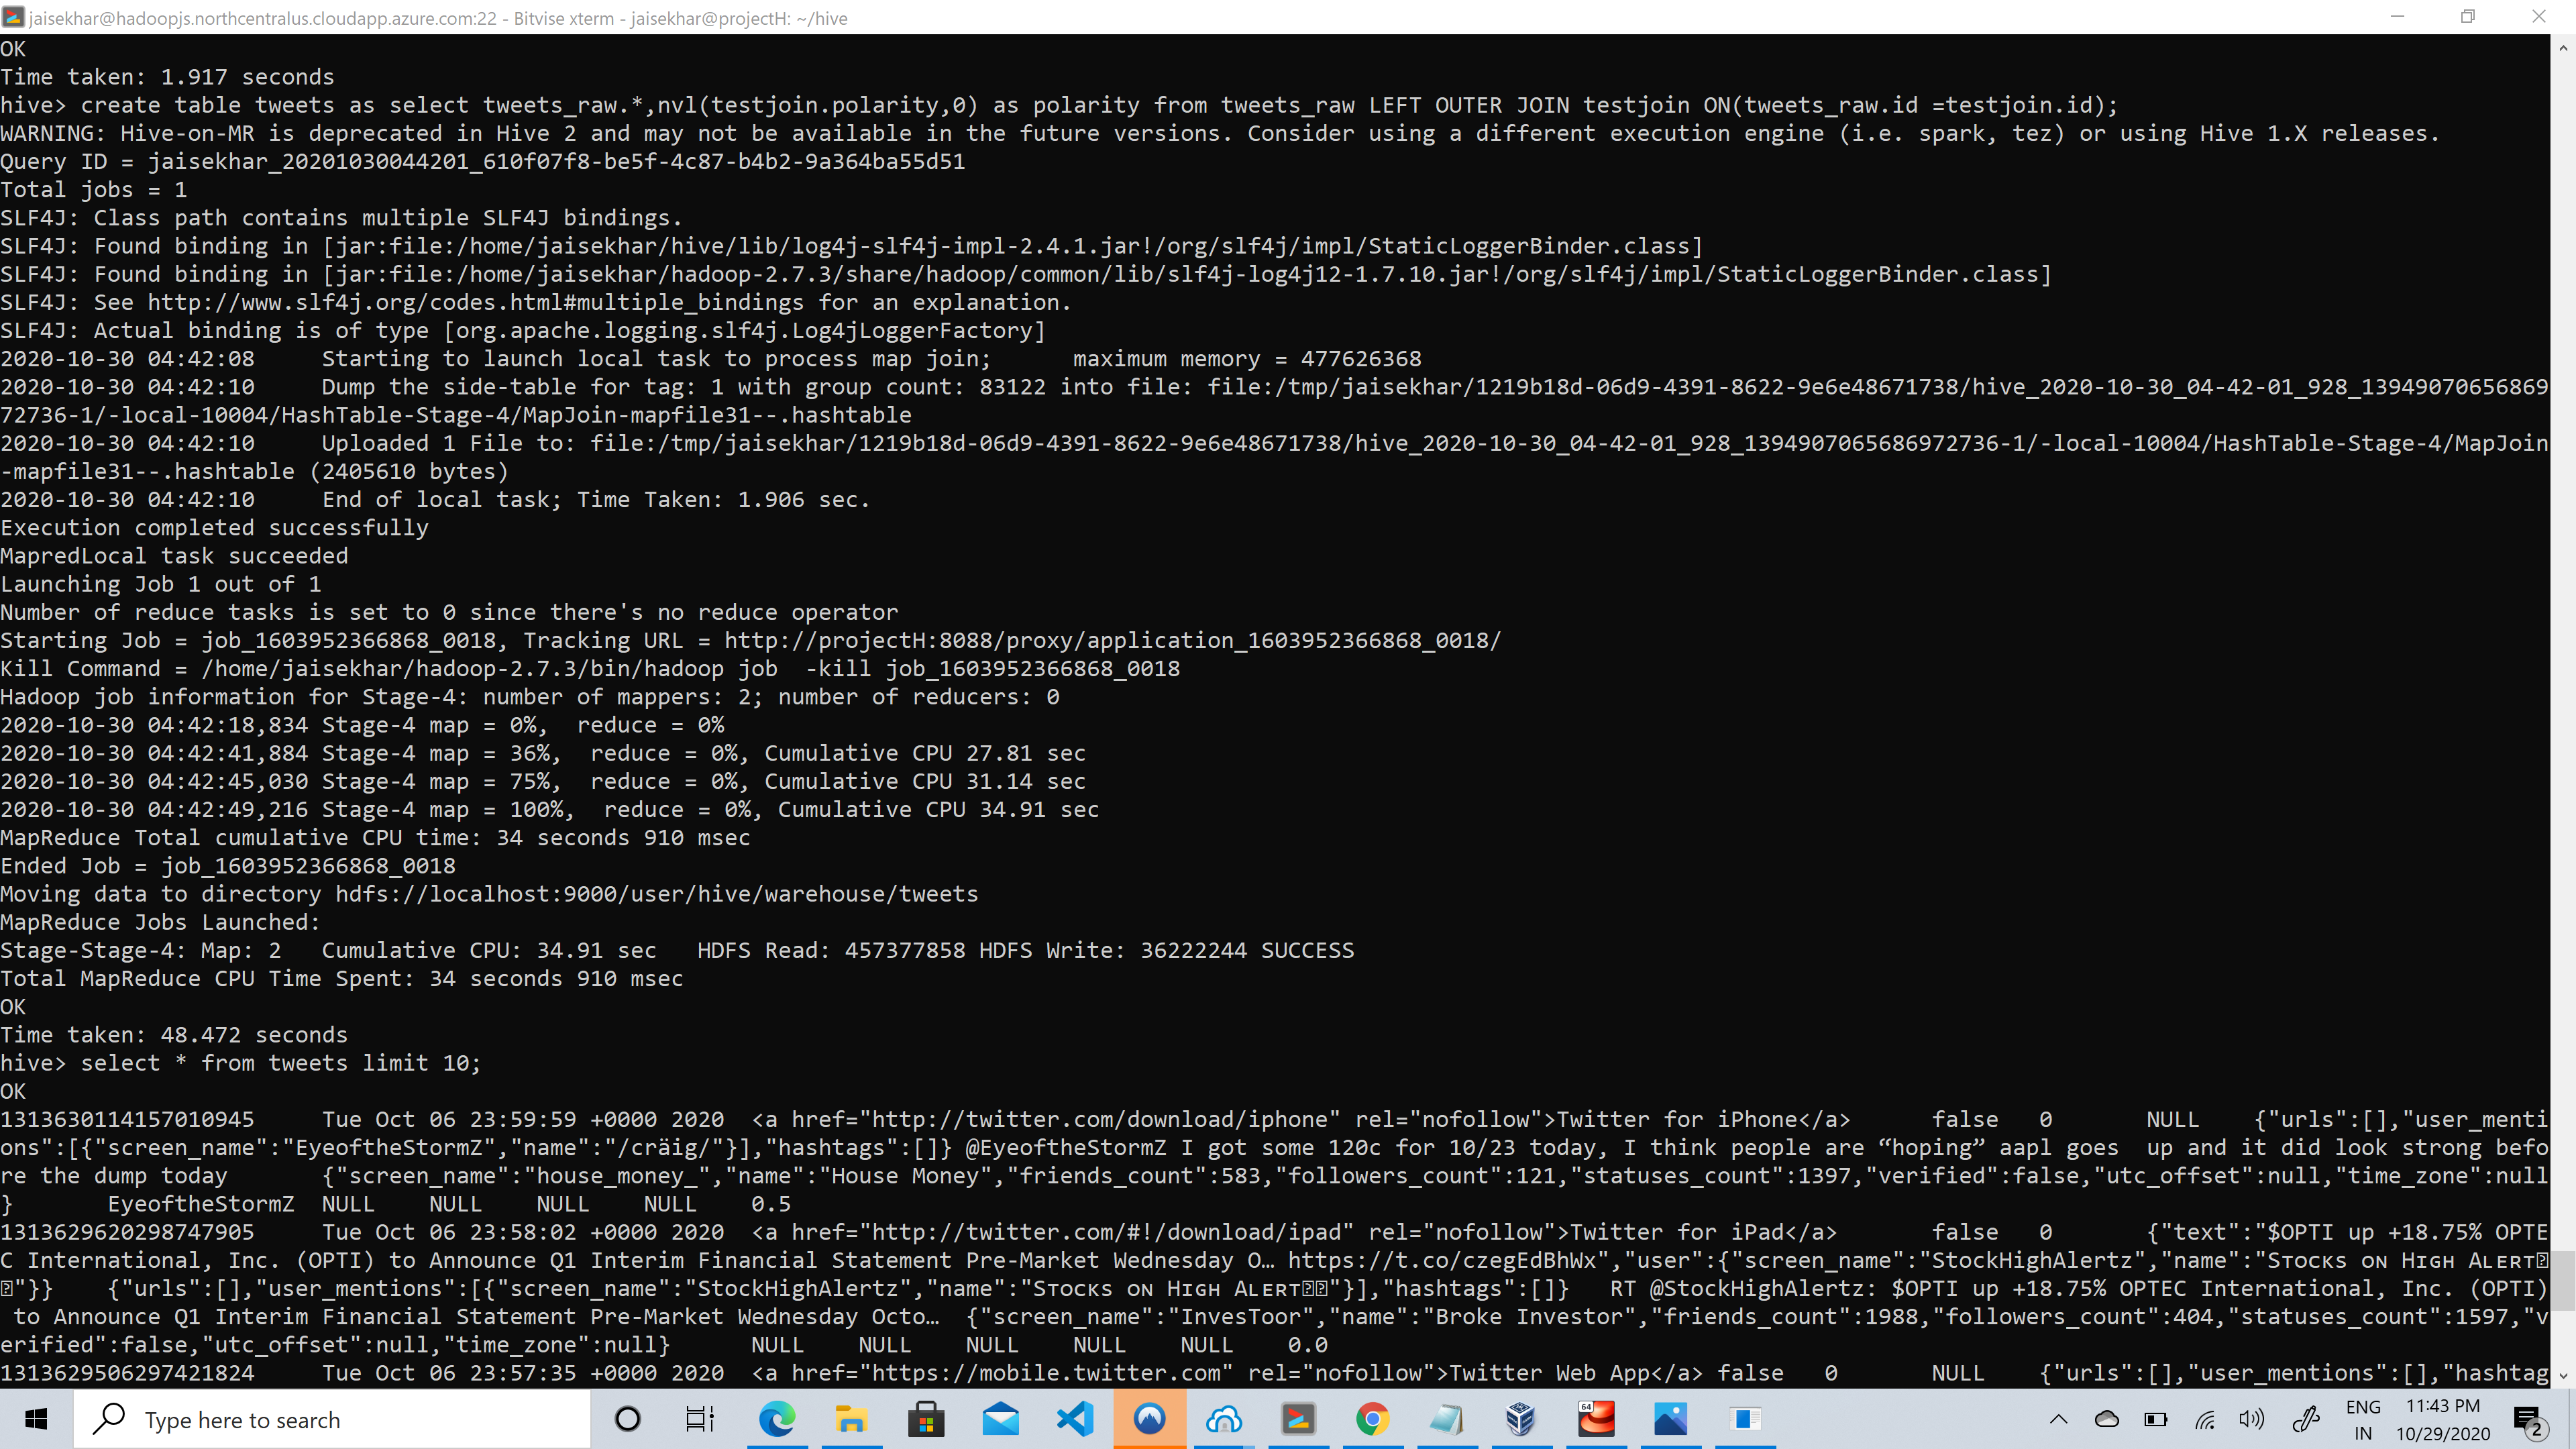 jaisekhar@hadoopjs.northcentralus.cloudapp.azure.com:22 - Bitvise xterm - jaisekhar@projectH: ~/hive
OK
Time taken: 1.917 seconds
hive> create table tweets as select tweets_raw.*,nvl(testjoin.polarity,0) as polarity from tweets_raw LEFT OUTER JOIN testjoin ON(tweets_raw.id =testjoin.id);
WARNING: Hive-on-MR is deprecated in Hive 2 and may not be available in the future versions. Consider using a different execution engine (i.e. spark, tez) or using Hive 1.X releases.
Query ID = jaisekhar_20201030044201_610f07f8-be5f-4c87-b4b2-9a364ba55d51
Total jobs = 1
SLF4J: Class path contains multiple SLF4J bindings.
SLF4J: Found binding in [jar:file:/home/jaisekhar/hive/lib/log4j-slf4j-impl-2.4.1.jar!/org/slf4j/impl/StaticLoggerBinder.class]
SLF4J: Found binding in [jar:file:/home/jaisekhar/hadoop-2.7.3/share/hadoop/common/lib/slf4j-log4j12-1.7.10.jar!/org/slf4j/impl/StaticLoggerBinder.class]
SLF4J: See http://www.slf4j.org/codes.html#multiple_bindings for an explanation.
SLF4J: Actual binding is of type [org.apache.logging.slf4j.Log4jLoggerFactory]
2020-10-30 04:42:08     Starting to launch local task to process map join;      maximum memory = 477626368
2020-10-30 04:42:10     Dump the side-table for tag: 1 with group count: 83122 into file: file:/tmp/jaisekhar/1219b18d-06d9-4391-8622-9e6e48671738/hive_2020-10-30_04-42-01_928_13949070656869
72736-1/-local-10004/HashTable-Stage-4/MapJoin-mapfile31--.hashtable
2020-10-30 04:42:10     Uploaded 1 File to: file:/tmp/jaisekhar/1219b18d-06d9-4391-8622-9e6e48671738/hive_2020-10-30_04-42-01_928_1394907065686972736-1/-local-10004/HashTable-Stage-4/MapJoin
-mapfile31--.hashtable (2405610 bytes)
2020-10-30 04:42:10     End of local task; Time Taken: 1.906 sec.
Execution completed successfully
MapredLocal task succeeded
Launching Job 1 out of 1
Number of reduce tasks is set to 0 since there's no reduce operator
Starting Job = job_1603952366868_0018, Tracking URL = http://projectH:8088/proxy/application_1603952366868_0018/
Kill Command = /home/jaisekhar/hadoop-2.7.3/bin/hadoop job  -kill job_1603952366868_0018
Hadoop job information for Stage-4: number of mappers: 2; number of reducers: 0
2020-10-30 04:42:18,834 Stage-4 map = 0%,  reduce = 0%
2020-10-30 04:42:41,884 Stage-4 map = 36%,  reduce = 0%, Cumulative CPU 27.81 sec
2020-10-30 04:42:45,030 Stage-4 map = 75%,  reduce = 0%, Cumulative CPU 31.14 sec
2020-10-30 04:42:49,216 Stage-4 map = 100%,  reduce = 0%, Cumulative CPU 34.91 sec
MapReduce Total cumulative CPU time: 34 seconds 910 msec
Ended Job = job_1603952366868_0018
Moving data to directory hdfs://localhost:9000/user/hive/warehouse/tweets
MapReduce Jobs Launched:
Stage-Stage-4: Map: 2   Cumulative CPU: 34.91 sec   HDFS Read: 457377858 HDFS Write: 36222244 SUCCESS
Total MapReduce CPU Time Spent: 34 seconds 910 msec
OK
Time taken: 48.472 seconds
hive> select * from tweets limit 10;
OK
1313630114157010945     Tue Oct 06 23:59:59 +0000 2020  <a href="http://twitter.com/download/iphone" rel="nofollow">Twitter for iPhone</a>      false   0       NULL    {"urls":[],"user_menti
ons":[{"screen_name":"EyeoftheStormZ","name":"/cräig/"}],"hashtags":[]} @EyeoftheStormZ I got some 120c for 10/23 today, I think people are “hoping” aapl goes  up and it did look strong befo
re the dump today       {"screen_name":"house_money_","name":"House Money","friends_count":583,"followers_count":121,"statuses_count":1397,"verified":false,"utc_offset":null,"time_zone":null
}       EyeoftheStormZ  NULL    NULL    NULL    NULL    0.5
1313629620298747905     Tue Oct 06 23:58:02 +0000 2020  <a href="http://twitter.com/#!/download/ipad" rel="nofollow">Twitter for iPad</a>       false   0       {"text":"$OPTI up +18.75% OPTE
C International, Inc. (OPTI) to Announce Q1 Interim Financial Statement Pre-Market Wednesday O… https://t.co/czegEdBhWx","user":{"screen_name":"StockHighAlertz","name":"Sᴛᴏᴄᴋs ᴏɴ Hɪɢʜ Aʟᴇʀᴛ
"}}    {"urls":[],"user_mentions":[{"screen_name":"StockHighAlertz","name":"Sᴛᴏᴄᴋs ᴏɴ Hɪɢʜ Aʟᴇʀᴛ"}],"hashtags":[]}   RT @StockHighAlertz: $OPTI up +18.75% OPTEC International, Inc. (OPTI)
to Announce Q1 Interim Financial Statement Pre-Market Wednesday Octo…  {"screen_name":"InvesToor","name":"Broke Investor","friends_count":1988,"followers_count":404,"statuses_count":1597,"v
erified":false,"utc_offset":null,"time_zone":null}      NULL    NULL    NULL    NULL    NULL    0.0
1313629506297421824     Tue Oct 06 23:57:35 +0000 2020  <a href="https://mobile.twitter.com" rel="nofollow">Twitter Web App</a> false   0       NULL    {"urls":[],"user_mentions":[],"hashtag
Type here to search
64
ENG
IN
11:43 PM
10/29/2020
2